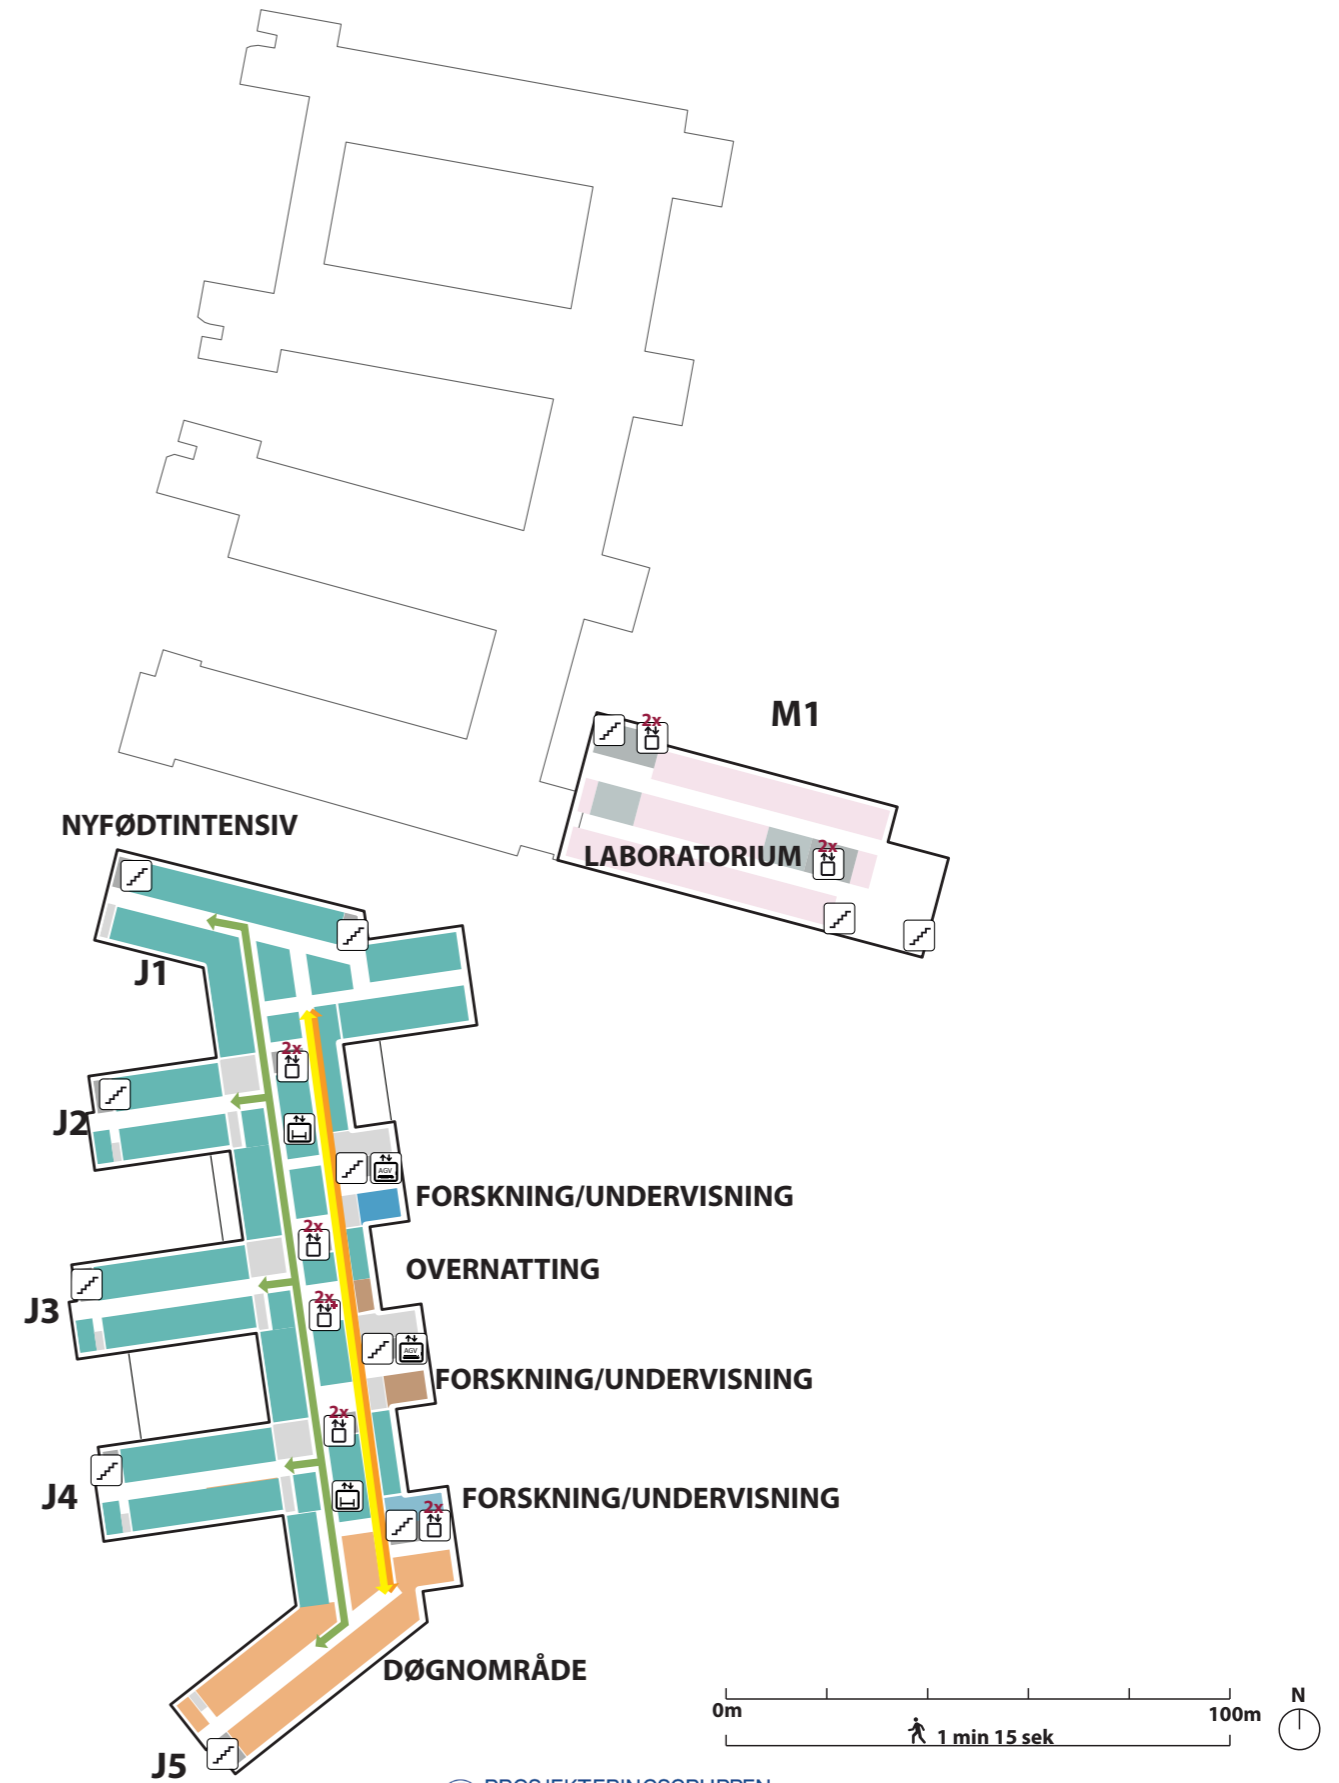 M1
2x
NYFØDTINTENSIV
LABORATORIUM
2x
J1
2x
J2
AGV
FORSKNING/UNDERVISNING
2x
OVERNATTING
J3
2x
AGV
FORSKNING/UNDERVISNING
2x
J4
FORSKNING/UNDERVISNING
2x
DØGNOMRÅDE
0m
100m
N
1 min 15 sek
J5
PROSJEKTERINGSGRUPPEN